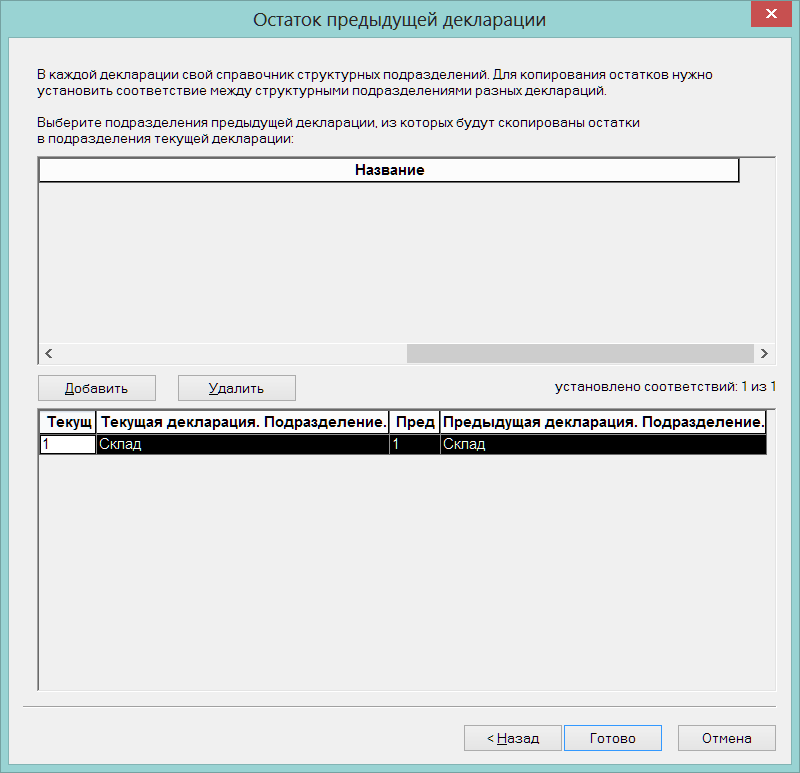 Остаток предыдущей декларации
В каждой декларации свой справочник структурных подразделений. Для копирования остатков нужно
установить соответствие между структурными подразделениями разных деклараций.
Выберите подразделения предыдущей декларации, из которых будут скопированы остатки
в подразделения текущей декларации:
Название
Добавить Удалить установлено соответствий: 1 из 1
Текущ Текущая декларация. Подразделение. Пред Предыдущая декларация. Подразделение.
1 Склад 1 Склад
< Назад Готово Отмена